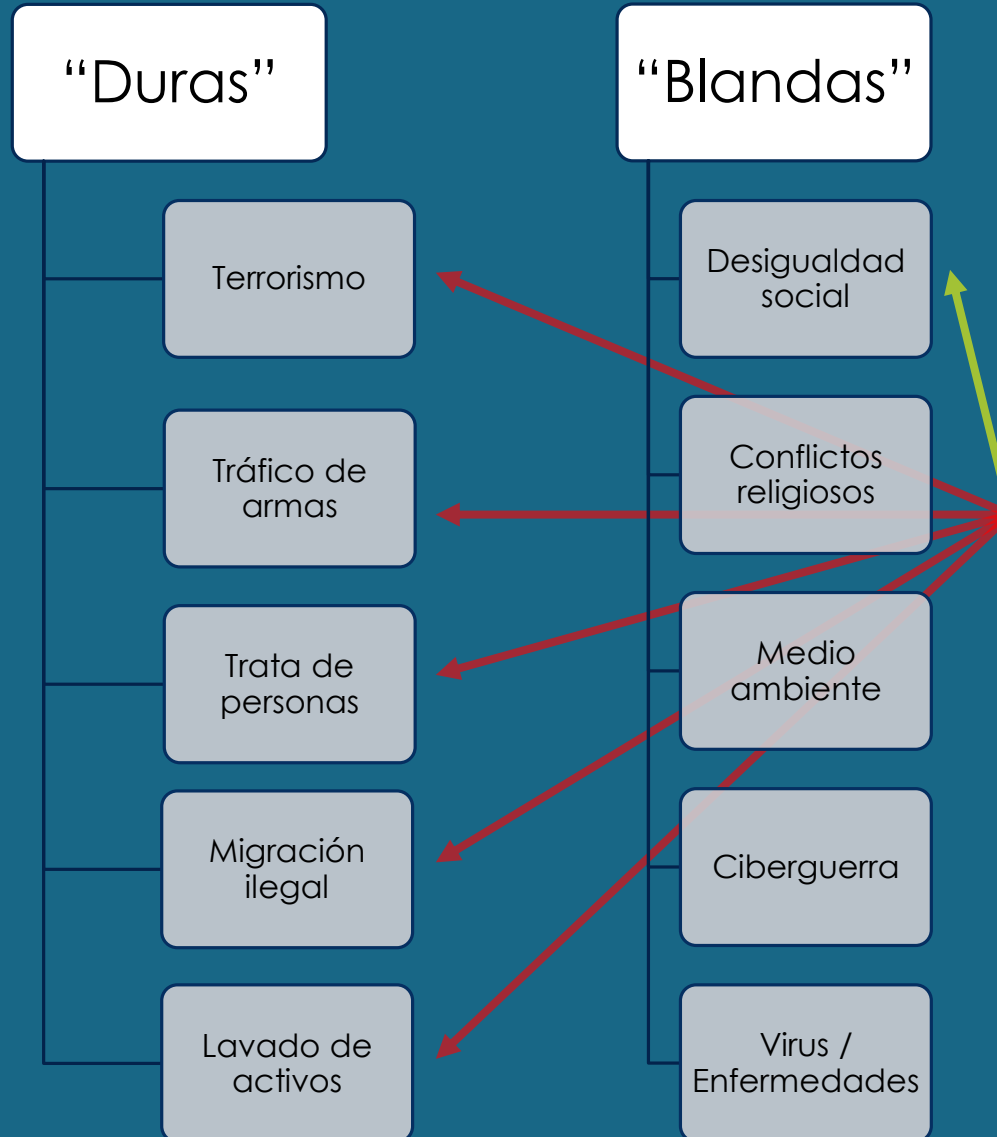 “Duras”
Terrorismo
Tráfico de
armas
Trata de
personas
Migración
ilegal
Lavado de
activos
“Blandas”
Desigualdad
social
Conflictos
religiosos
Medio
ambiente
Ciberguerra
Virus /
Enfermedades